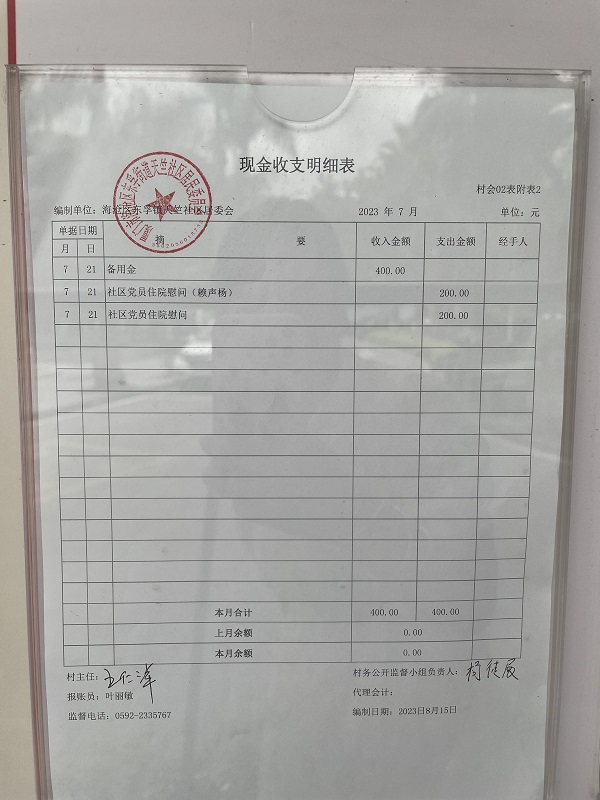 现金收支明细表
村会02表附表2
编制单位：海沧区东孚镇天竺社区居委会 2023 年 7 月 单位：元
单据日期 摘 要 收入金额 支出金额 经手人
月 日
7 21 备用金 400.00
7 21 社区党员住院慰问（赖声杨） 200.00
7 21 社区党员住院慰问 200.00
本月合计 400.00 400.00
上月余额 0.00
本月余额 0.00
村主任： 村务公开监督小组负责人：
报账员：叶丽敏 代理会计：
监督电话：0592-2335767 编制日期：2023日8月15日